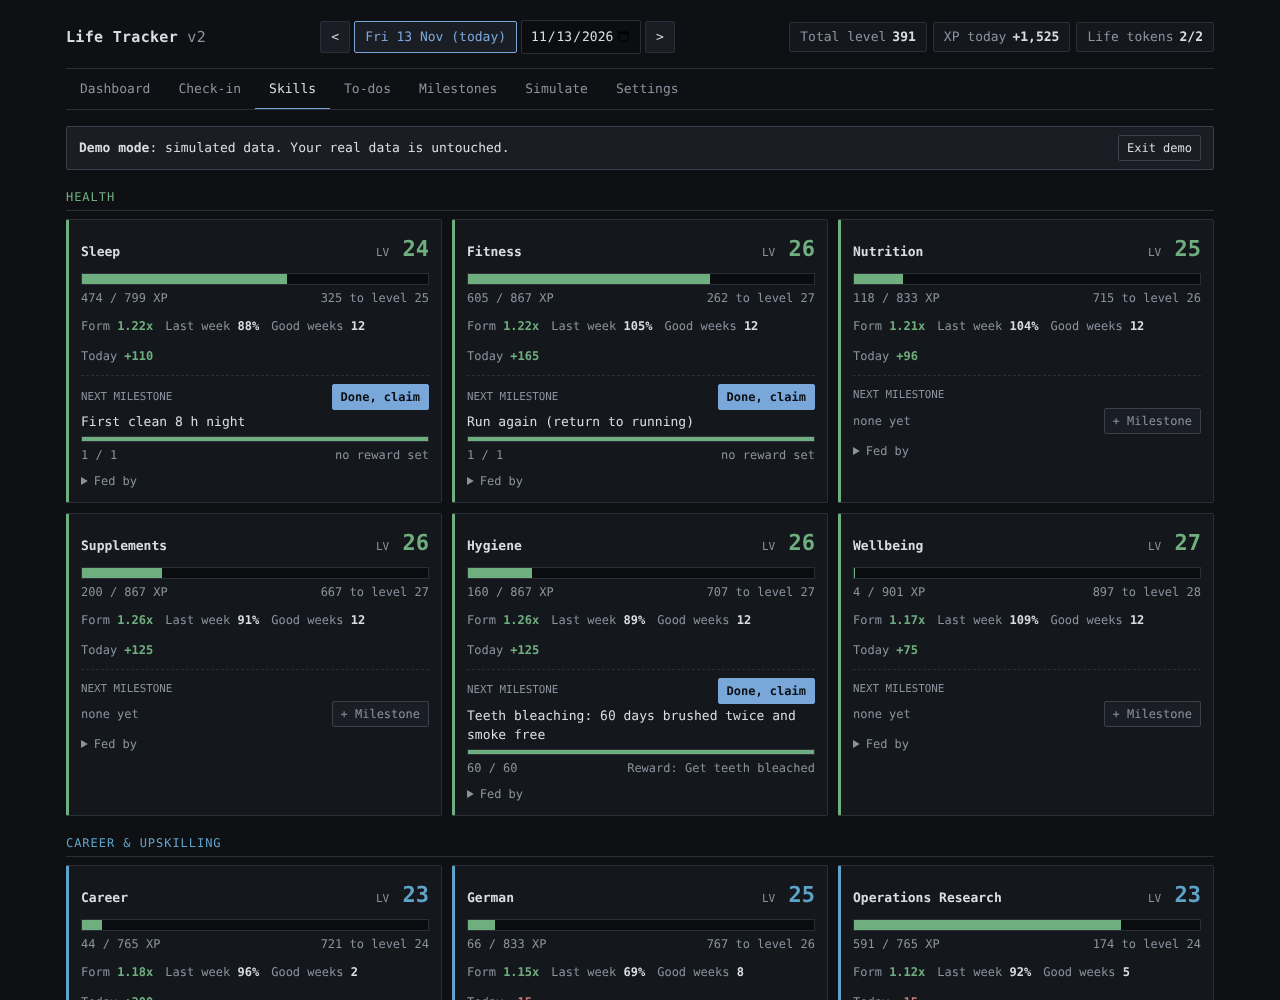 Life Tracker v2
< Fri 13 Nov (today) 11/13/2026 >
Total level 391 XP today +1,525 Life tokens 2/2
Dashboard Check-in Skills To-dos Milestones Simulate Settings
Demo mode: simulated data. Your real data is untouched. Exit demo
HEALTH
Sleep LV 24
474 / 799 XP 325 to level 25
Form 1.22x Last week 88% Good weeks 12
Today +110
NEXT MILESTONE Done, claim
First clean 8 h night
1 / 1 no reward set
Fed by
Fitness LV 26
605 / 867 XP 262 to level 27
Form 1.22x Last week 105% Good weeks 12
Today +165
NEXT MILESTONE Done, claim
Run again (return to running)
1 / 1 no reward set
Fed by
Nutrition LV 25
118 / 833 XP 715 to level 26
Form 1.21x Last week 104% Good weeks 12
Today +96
NEXT MILESTONE
none yet + Milestone
Fed by
Supplements LV 26
200 / 867 XP 667 to level 27
Form 1.26x Last week 91% Good weeks 12
Today +125
NEXT MILESTONE
none yet + Milestone
Fed by
Hygiene LV 26
160 / 867 XP 707 to level 27
Form 1.26x Last week 89% Good weeks 12
Today +125
NEXT MILESTONE Done, claim
Teeth bleaching: 60 days brushed twice and
smoke free
60 / 60 Reward: Get teeth bleached
Fed by
Wellbeing LV 27
4 / 901 XP 897 to level 28
Form 1.17x Last week 109% Good weeks 12
Today +75
NEXT MILESTONE
none yet + Milestone
Fed by
CAREER & UPSKILLING
Career LV 23
44 / 765 XP 721 to level 24
Form 1.18x Last week 96% Good weeks 2
German LV 25
66 / 833 XP 767 to level 26
Form 1.15x Last week 69% Good weeks 8
Operations Research LV 23
591 / 765 XP 174 to level 24
Form 1.12x Last week 92% Good weeks 5